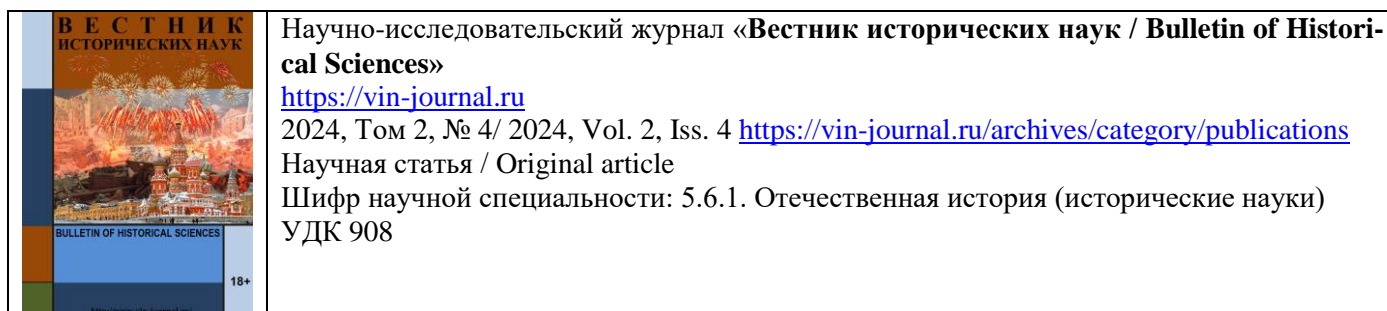 В Е С Т Н И К
ИСТОРИЧЕСКИХ НАУК
BULLETIN OF HISTORICAL SCIENCES
18+
Научно-исследовательский журнал «Вестник исторических наук / Bulletin of Histori-
cal Sciences»
https://vin-journal.ru
2024, Том 2, № 4/ 2024, Vol. 2, Iss. 4 https://vin-journal.ru/archives/category/publications
Научная статья / Original article
Шифр научной специальности: 5.6.1. Отечественная история (исторические науки)
УДК 908